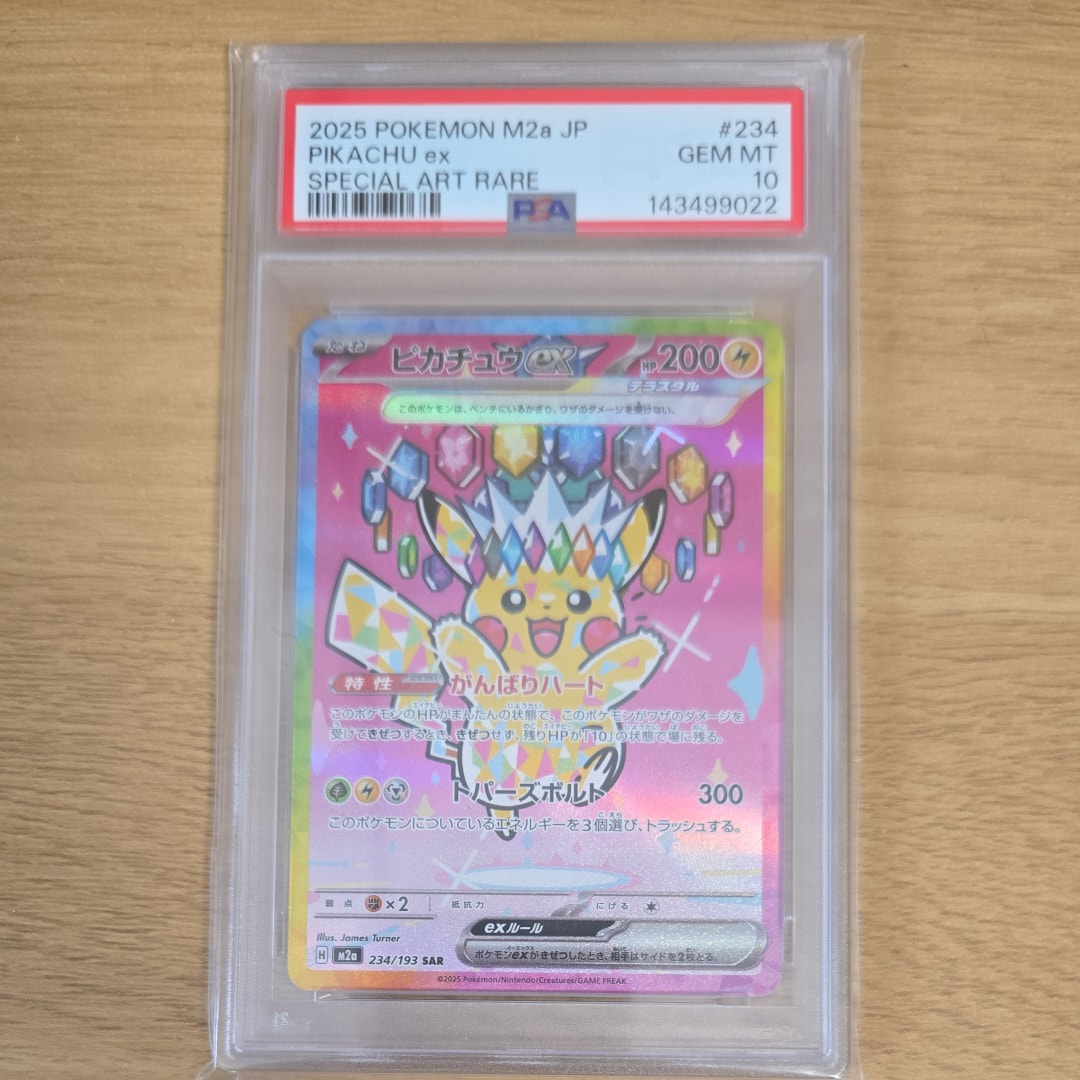 2025 POKEMON M2a JP #234
PIKACHU ex GEM MT
SPECIAL ART RARE 10
PSA 143499022
たね ピカチュウex HP200
テラスタル
このポケモンは、ベンチにいるかぎり、ワザのダメージを受けない。
特性 がんばりハート
このポケモンのHPがまんたんの状態で、このポケモンがワザのダメージを
受けてきぜつするとき、きぜつせず、残りHPが「10」の状態で場に残る。
トパーズボルト 300
このポケモンについているエネルギーを3個選び、トラッシュする。
弱点 ×2 抵抗力 にげる
exルール
ポケモンexがきぜつしたとき、相手はサイドを2枚とる。
Illus. James Turner
H m2a 234/193 SAR
©2025 Pokémon/Nintendo/Creatures/GAME FREAK.